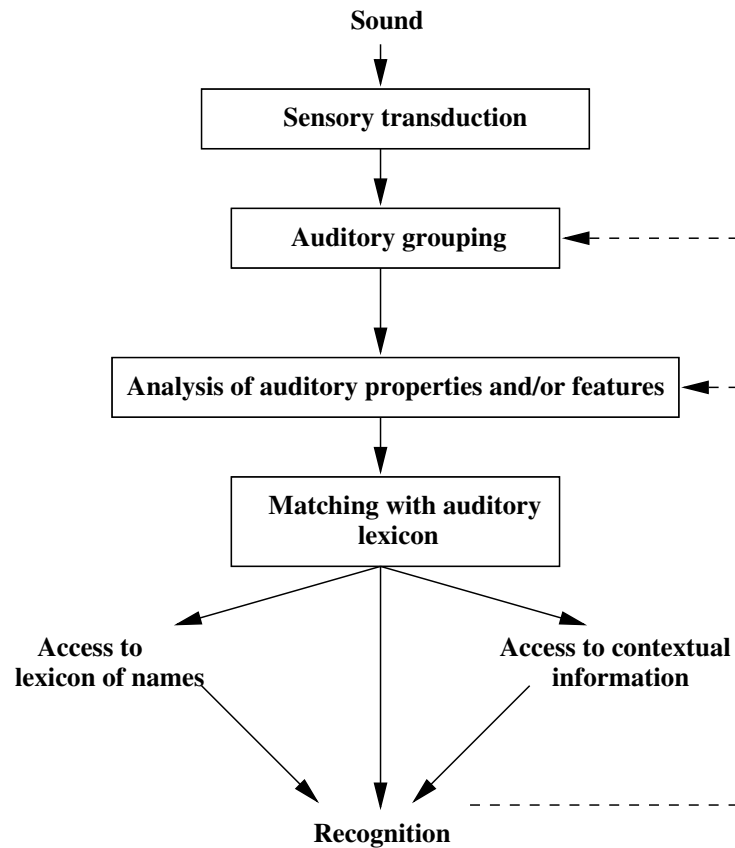 Sound
Sensory transduction
Auditory grouping
Analysis of auditory properties and/or features
Matching with auditory
lexicon
Access to
lexicon of names
Access to contextual
information
Recognition